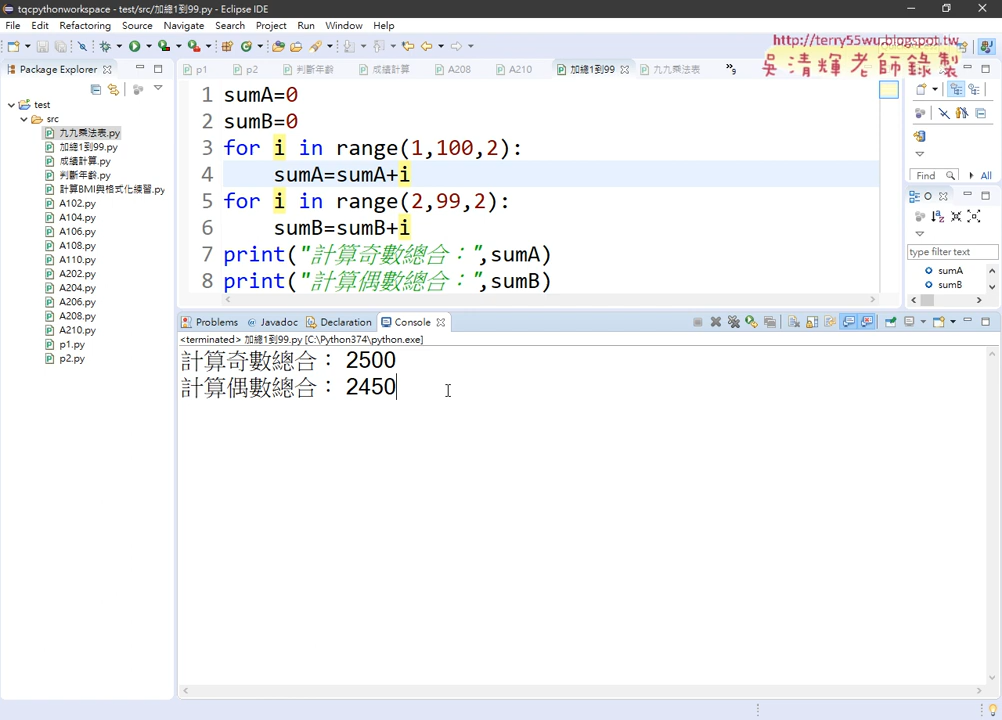 tqcpythonworkspace - test/src/加總1到99.py - Eclipse IDE
File Edit Refactoring Source Navigate Search Project Run Window Help
http://terry55wu.blogspot.tw
吳清輝老師錄製
Package Explorer
p1 p2 判斷年齡 成績計算 A208 A210 加總1到99 九九乘法表 »9
test
src
九九乘法表.py
加總1到99.py
成績計算.py
判斷年齡.py
計算BMI與格式化練習.py
A102.py
A104.py
A106.py
A108.py
A110.py
A202.py
A204.py
A206.py
A208.py
A210.py
p1.py
p2.py
1 sumA=0
2 sumB=0
3 for i in range(1,100,2):
4 sumA=sumA+i
5 for i in range(2,99,2):
6 sumB=sumB+i
7 print("計算奇數總合：",sumA)
8 print("計算偶數總合：",sumB)
Find All
type filter text
sumA
sumB
Problems Javadoc Declaration Console
<terminated> 加總1到99.py [C:\Python374\python.exe]
計算奇數總合： 2500
計算偶數總合： 2450